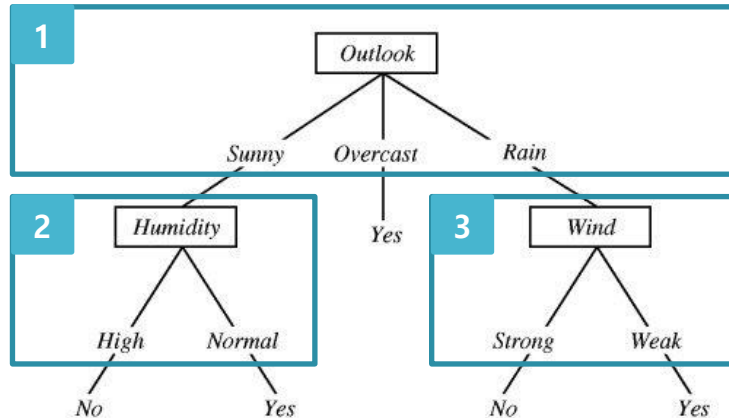 1
Outlook
Sunny Overcast Rain
2
Humidity
Yes
3
Wind
High Normal
Strong Weak
No Yes
No Yes